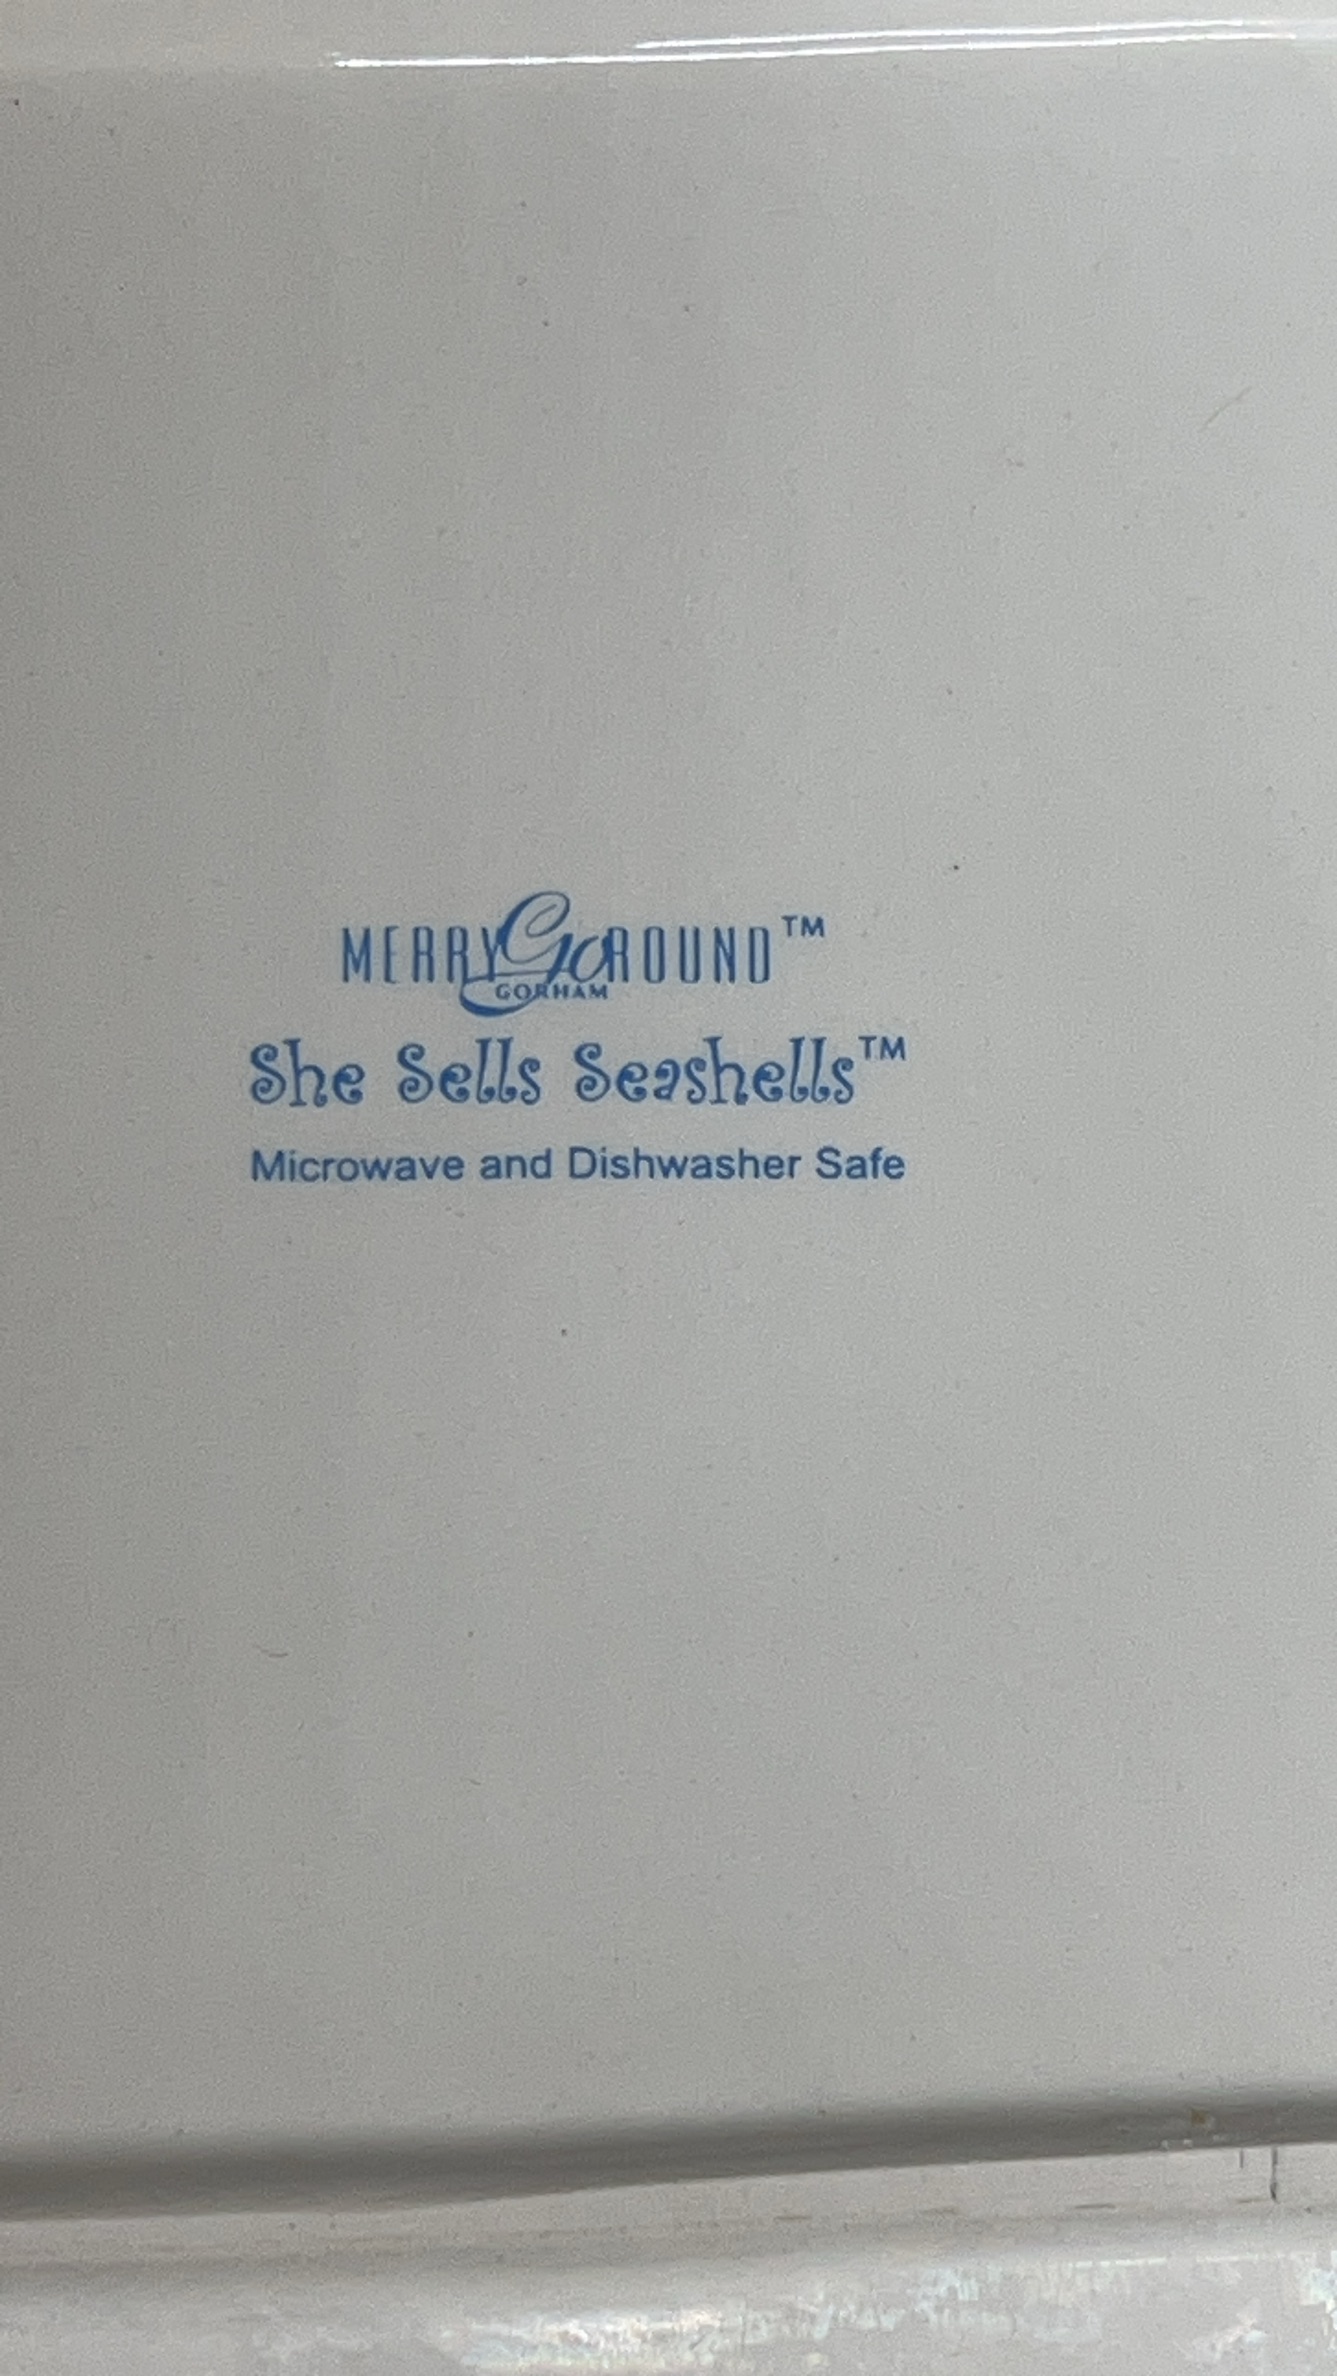 MERRY Go ROUND™
GORHAM
She Sells Seashells™
Microwave and Dishwasher Safe